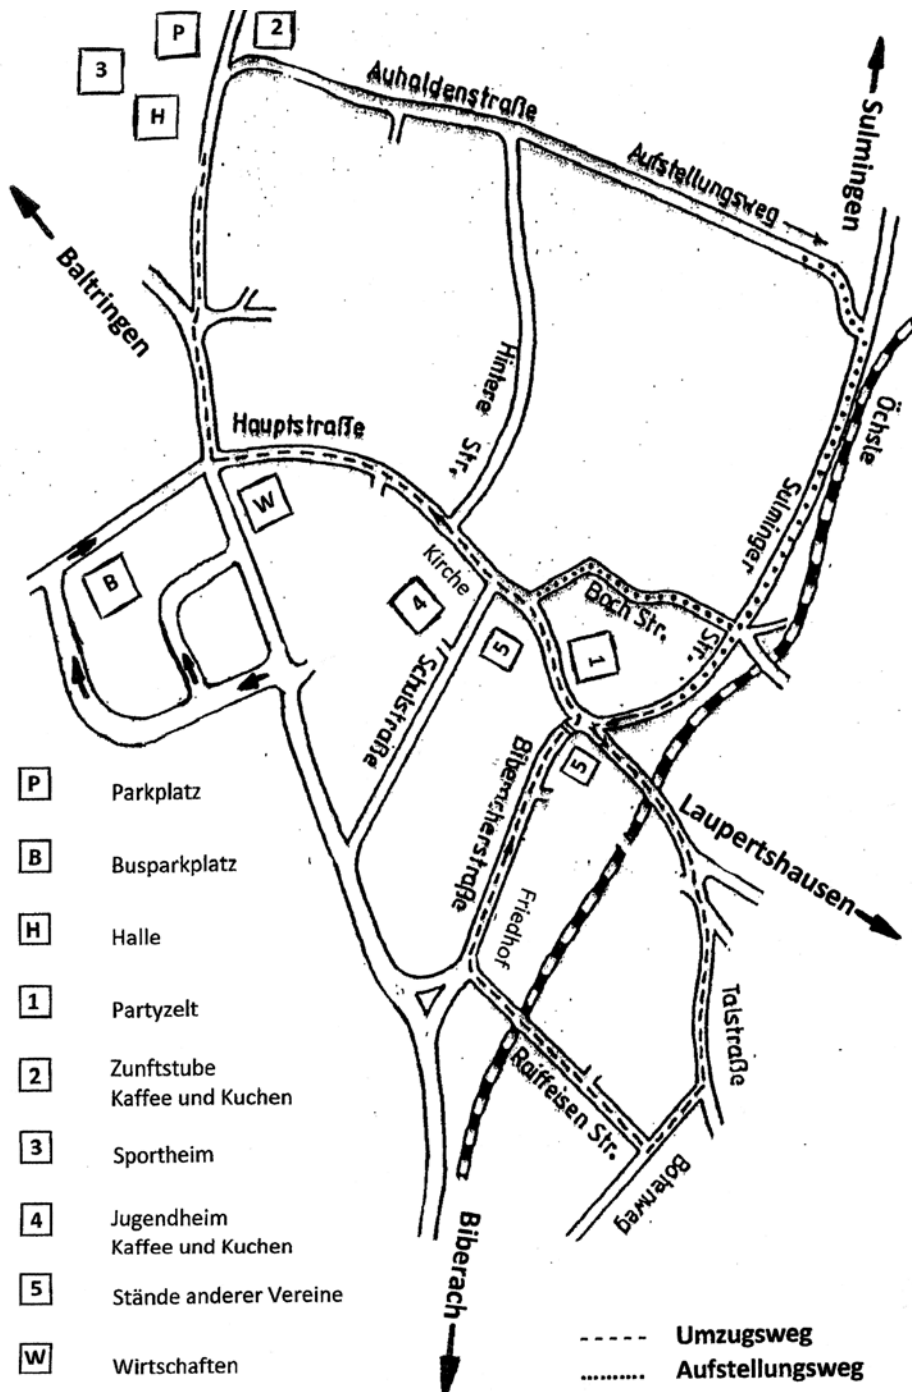 P
2
3
H
Auhaldenstraße
Aufstellungsweg
Sulmingen
Baltringen
Hintere Str.
Öchsle
Hauptstraße
W
Sulminger Str.
B
Kirche
4
Boch Str.
5
1
Schulstraße
Biberacherstraße
5
Laupertshausen
Friedhof
Talstraße
Raiffeisen Str.
Boterweg
Biberach
P Parkplatz
B Busparkplatz
H Halle
1 Partyzelt
2 Zunftstube
Kaffee und Kuchen
3 Sportheim
4 Jugendheim
Kaffee und Kuchen
5 Stände anderer Vereine
W Wirtschaften
Umzugsweg
Aufstellungsweg